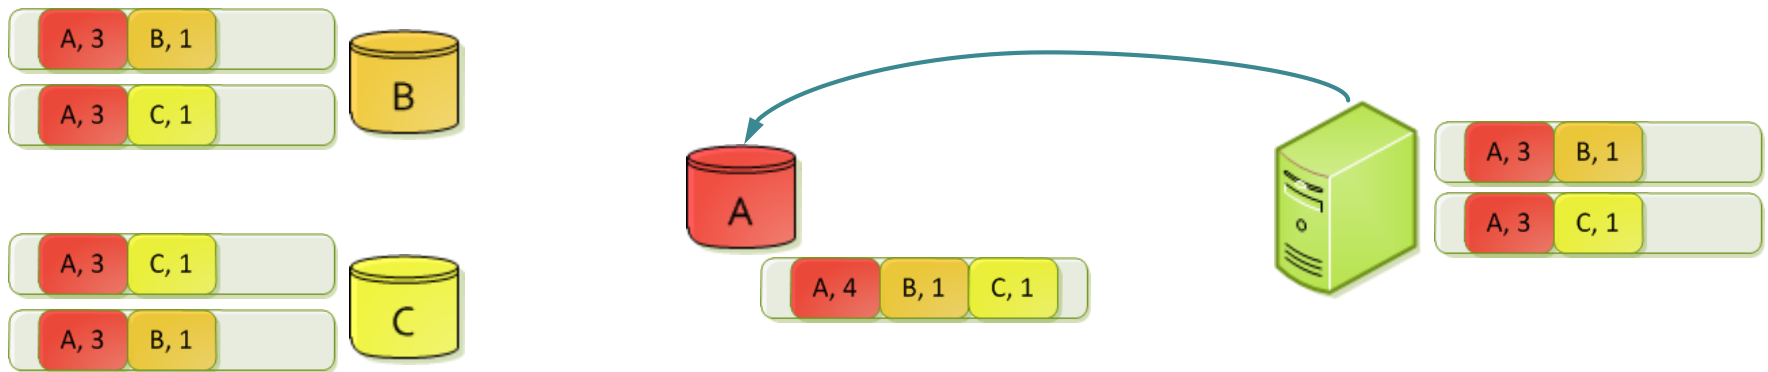 A, 3 B, 1
A, 3 C, 1
B
A, 3 C, 1
A, 3 B, 1
C
A
A, 4 B, 1 C, 1
A, 3 B, 1
A, 3 C, 1